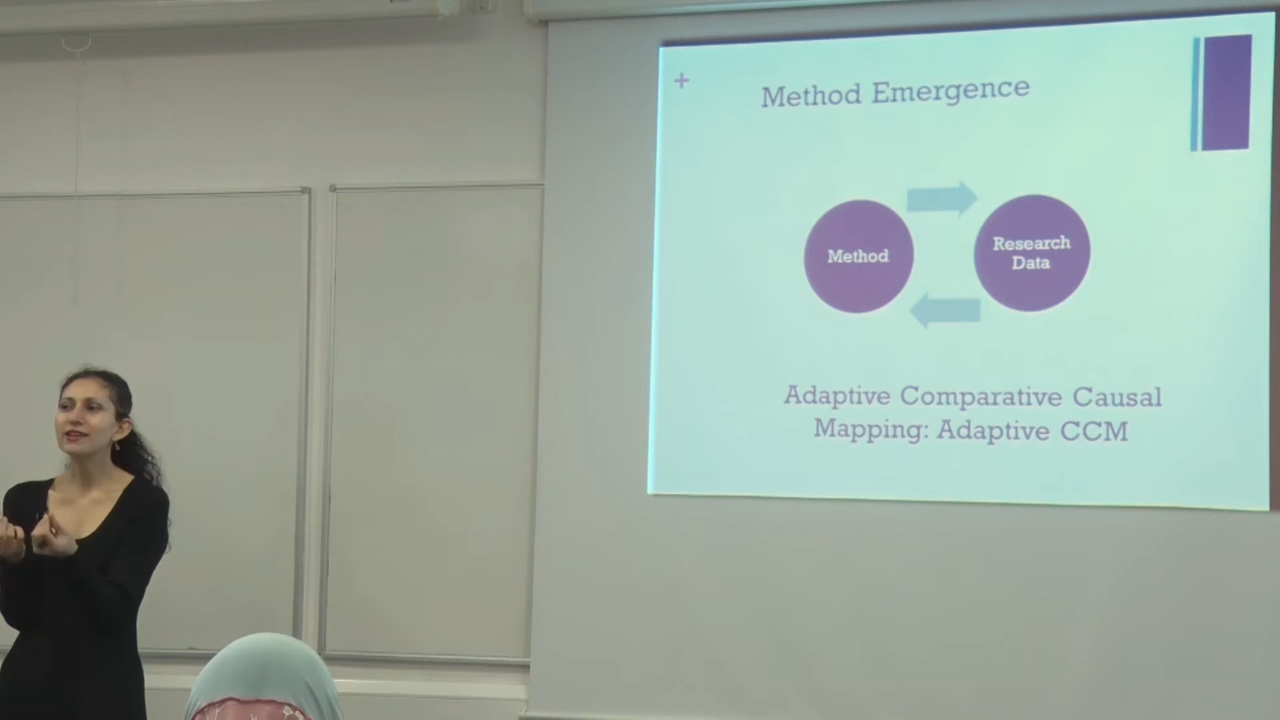 +
Method Emergence
Method
Research
Data
Adaptive Comparative Causal
Mapping: Adaptive CCM